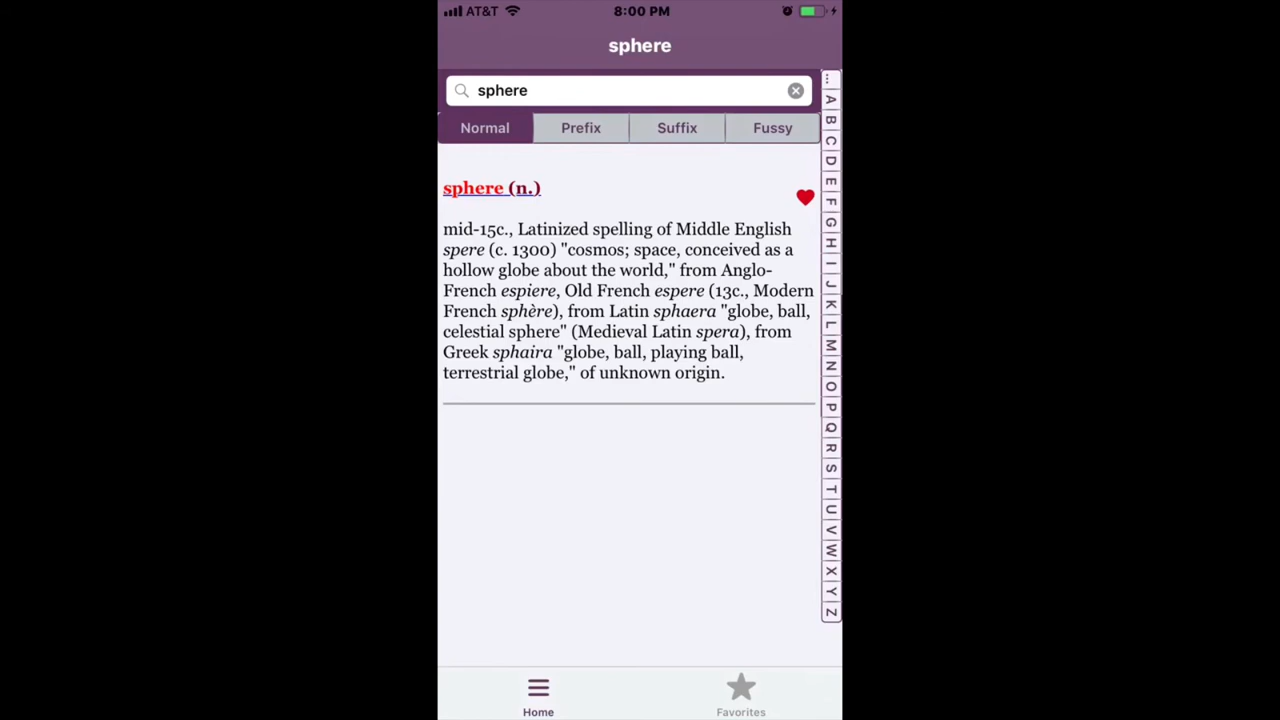 AT&T 8:00 PM
sphere
sphere
Normal Prefix Suffix Fussy
sphere (n.)
mid-15c., Latinized spelling of Middle English
spere (c. 1300) "cosmos; space, conceived as a
hollow globe about the world," from Anglo-
French espiere, Old French espere (13c., Modern
French sphère), from Latin sphaera "globe, ball,
celestial sphere" (Medieval Latin spera), from
Greek sphaira "globe, ball, playing ball,
terrestrial globe," of unknown origin.
...
A
B
C
D
E
F
G
H
I
J
K
L
M
N
O
P
Q
R
S
T
U
V
W
X
Y
Z
Home Favorites